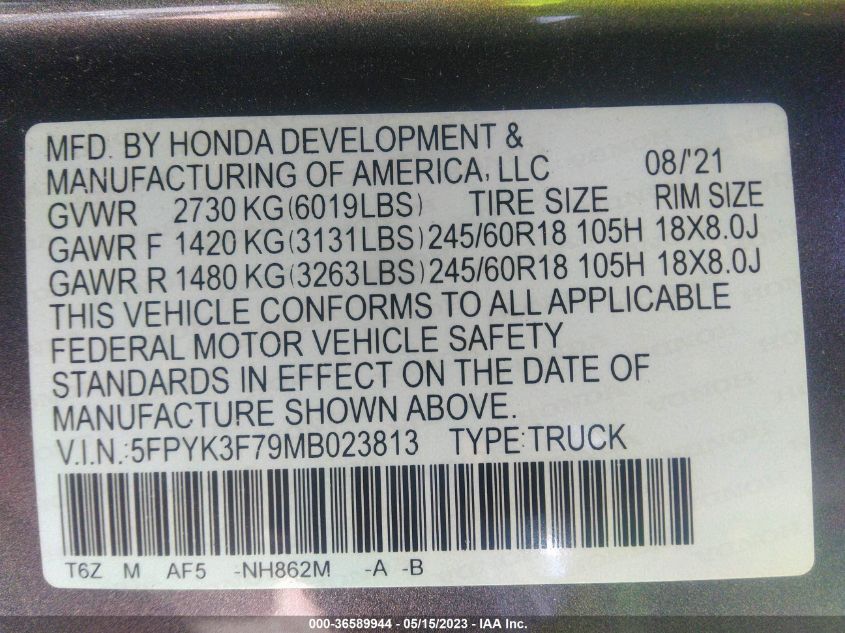 MFD. BY HONDA DEVELOPMENT &
MANUFACTURING OF AMERICA, LLC 08/'21
GVWR 2730 KG(6019LBS) TIRE SIZE RIM SIZE
GAWR F 1420 KG(3131LBS)245/60R18 105H 18X8.0J
GAWR R 1480 KG(3263LBS)245/60R18 105H 18X8.0J
THIS VEHICLE CONFORMS TO ALL APPLICABLE
FEDERAL MOTOR VEHICLE SAFETY
STANDARDS IN EFFECT ON THE DATE OF
MANUFACTURE SHOWN ABOVE.
V.I.N.:5FPYK3F79MB023813 TYPE:TRUCK
T6Z M AF5 -NH862M -A -B
000-36589944 - 05/15/2023 - IAA Inc.